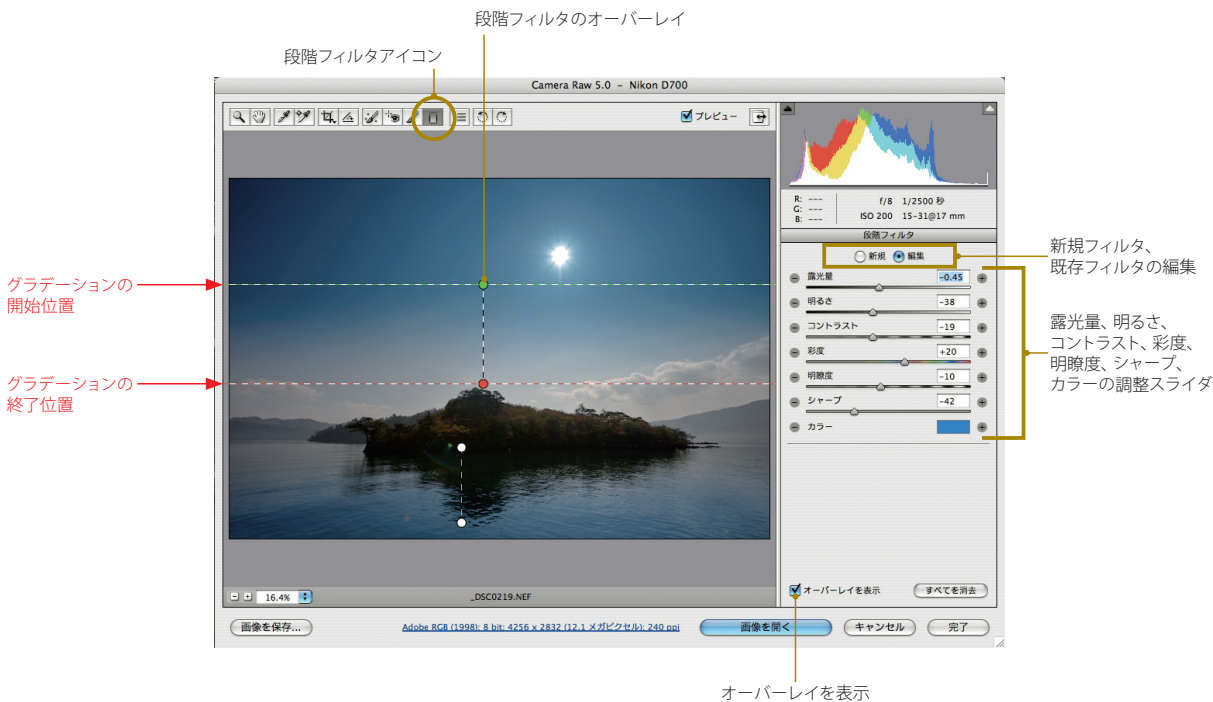 段階フィルタのオーバーレイ
段階フィルタアイコン
Camera Raw 5.0 – Nikon D700
プレビュー
R: ---
G: ---
B: ---
f/8 1/2500 秒
ISO 200 15-31@17 mm
段階フィルタ
新規 編集
新規フィルタ、
既存フィルタの編集
グラデーションの
開始位置
露光量 -0.45
明るさ -38
コントラスト -19
彩度 +20
明瞭度 -10
シャープ -42
カラー
露光量、明るさ、
コントラスト、彩度、
明瞭度、シャープ、
カラーの調整スライダ
グラデーションの
終了位置
オーバーレイを表示 すべてを消去
16.4%
_DSC0219.NEF
画像を保存...
Adobe RGB (1998); 8 bit; 4256 x 2832 (12.1 メガピクセル); 240 ppi
画像を開く
キャンセル
完了
オーバーレイを表示